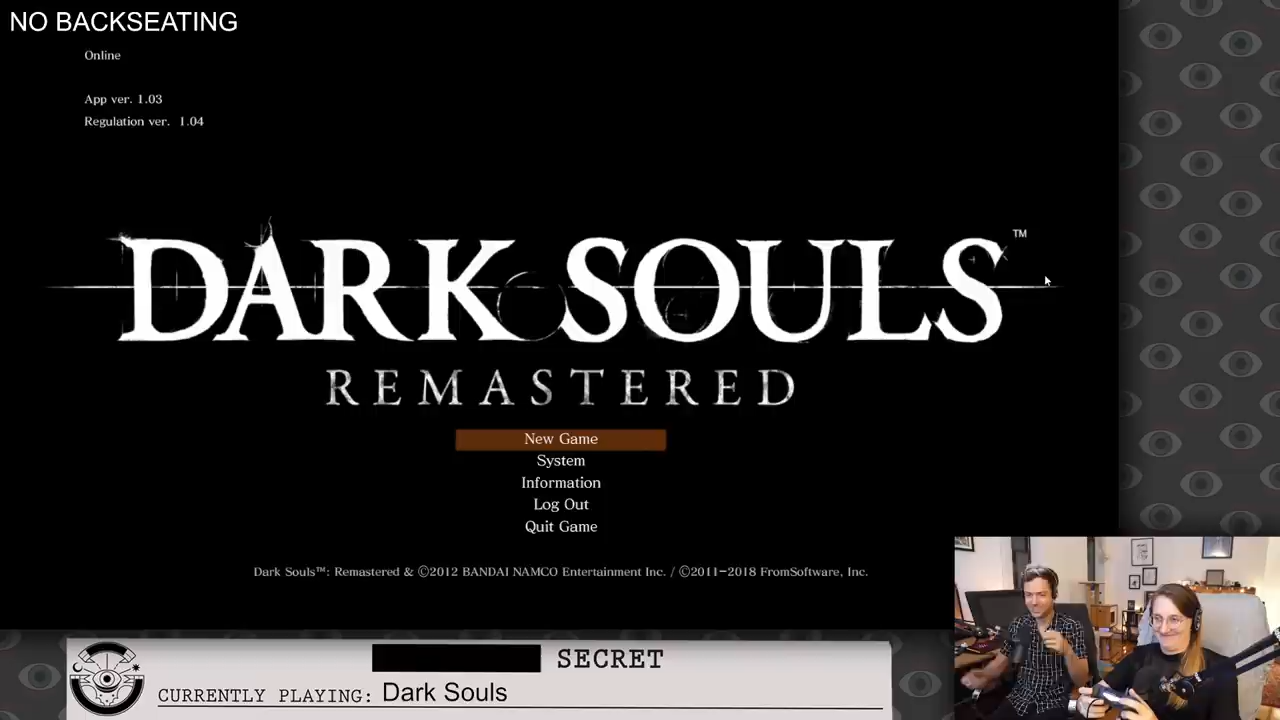 NO BACKSEATING
Online
App ver. 1.03
Regulation ver. 1.04
DARK SOULS™
REMASTERED
New Game
System
Information
Log Out
Quit Game
Dark Souls™: Remastered & ©2012 BANDAI NAMCO Entertainment Inc. / ©2011-2018 FromSoftware, Inc.
SECRET
CURRENTLY PLAYING: Dark Souls